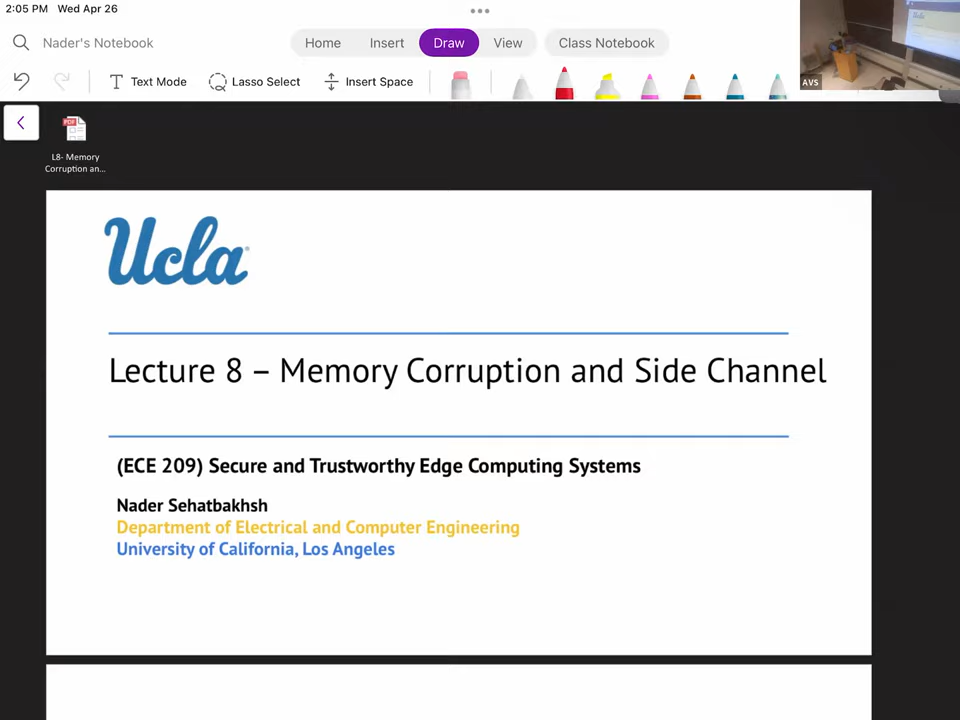 2:05 PM Wed Apr 26
Nader's Notebook
Home Insert Draw View Class Notebook
Text Mode Lasso Select Insert Space
AVS
PDF
L8- Memory
Corruption an...
Ucla
Lecture 8 – Memory Corruption and Side Channel
(ECE 209) Secure and Trustworthy Edge Computing Systems
Nader Sehatbakhsh
Department of Electrical and Computer Engineering
University of California, Los Angeles